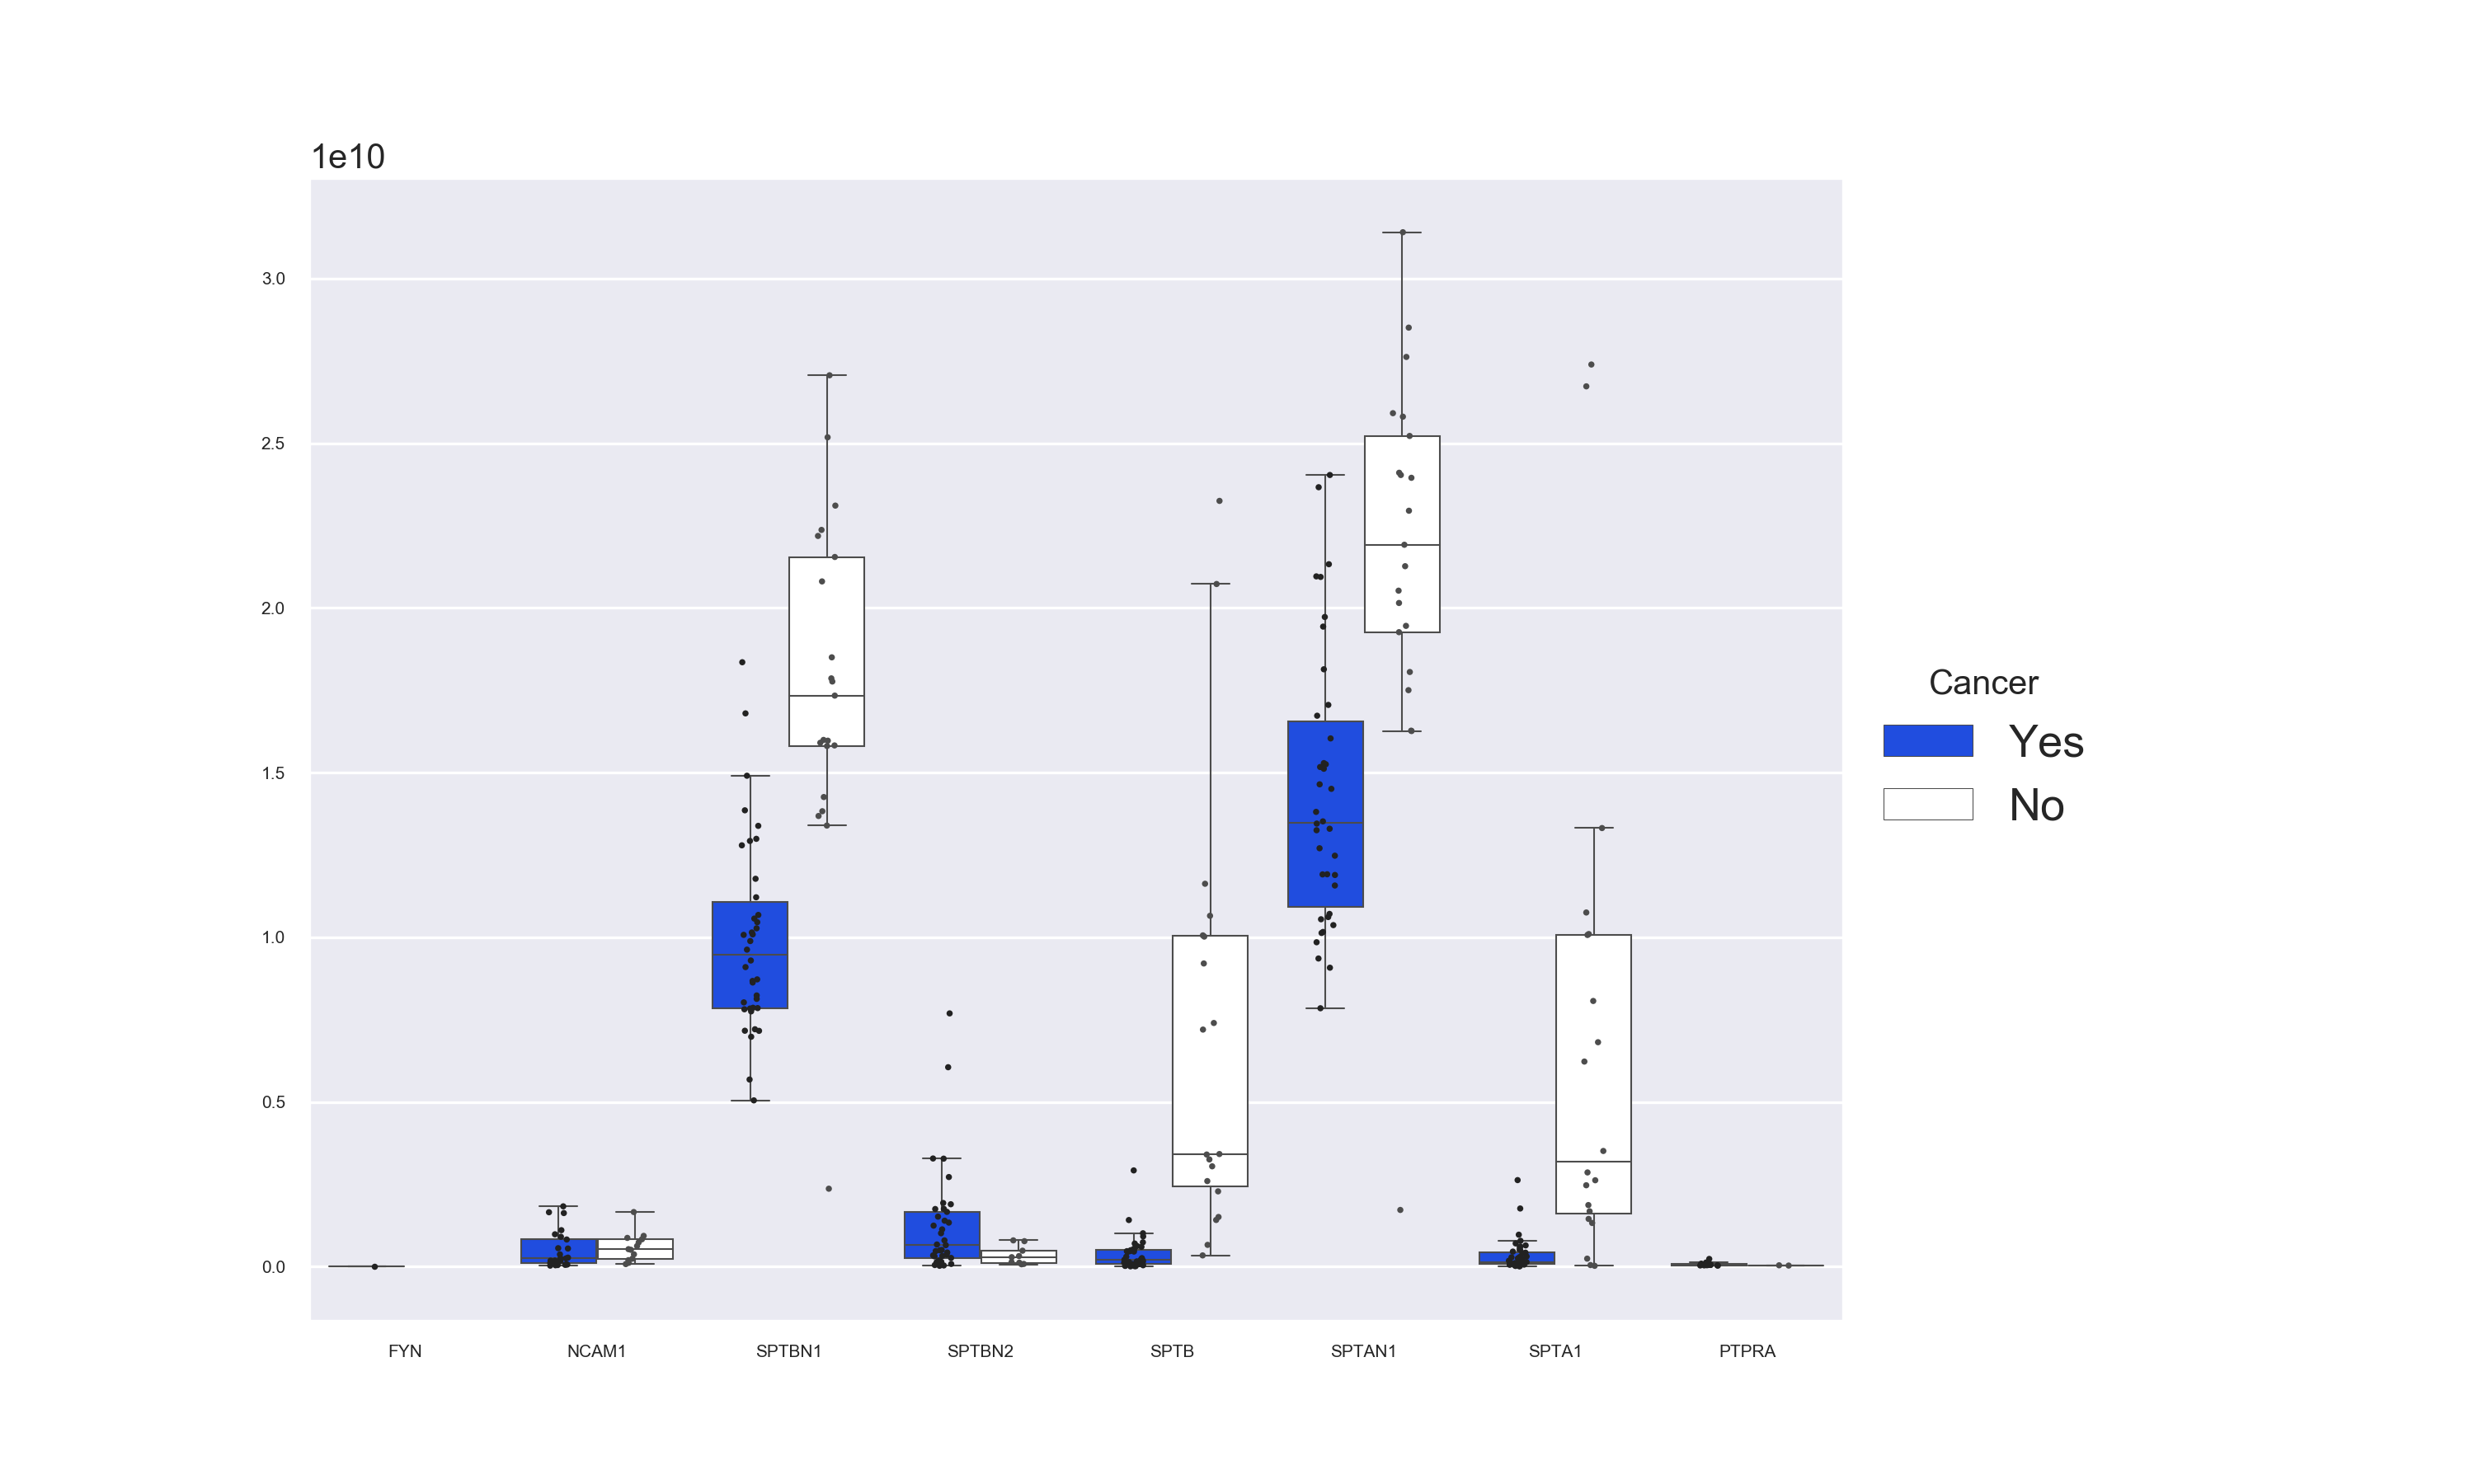 1e10
3.0
2.5
2.0
1.5
1.0
0.5
0.0
FYN NCAM1 SPTBN1 SPTBN2 SPTB SPTAN1 SPTA1 PTPRA
Cancer
Yes
No